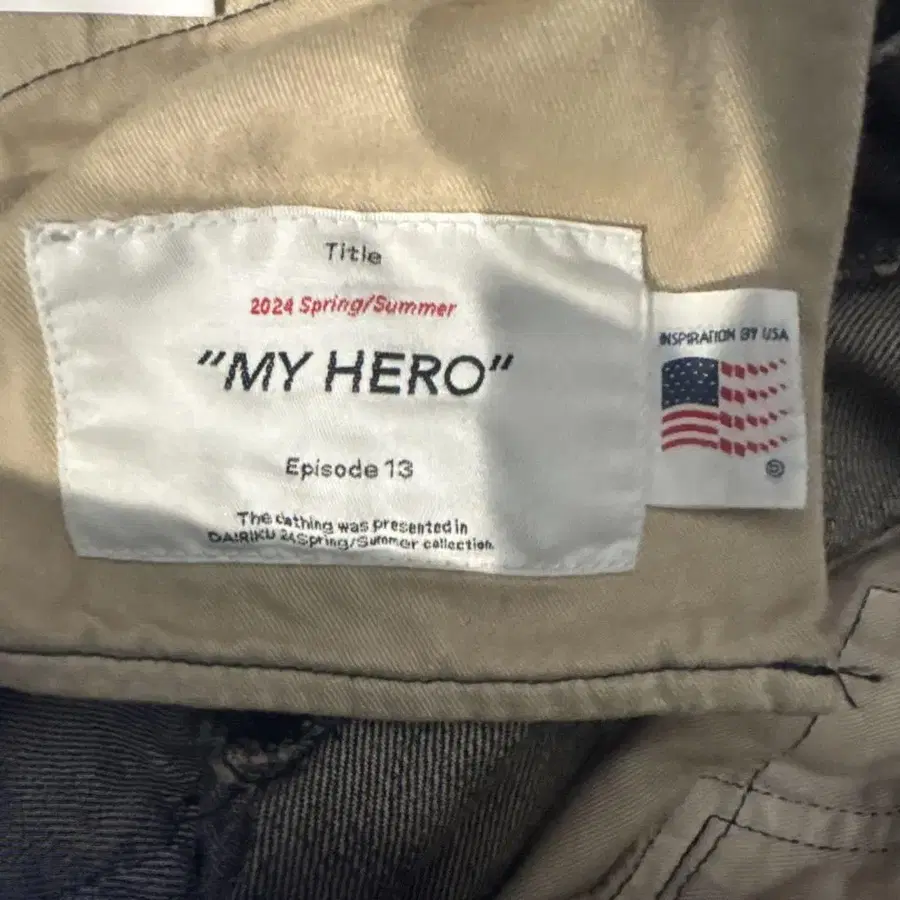 Title
2024 Spring/Summer
"MY HERO"
Episode 13
The clothing was presented in
DAIRIKU 24Spring/Summer collection.
INSPIRATION BY USA